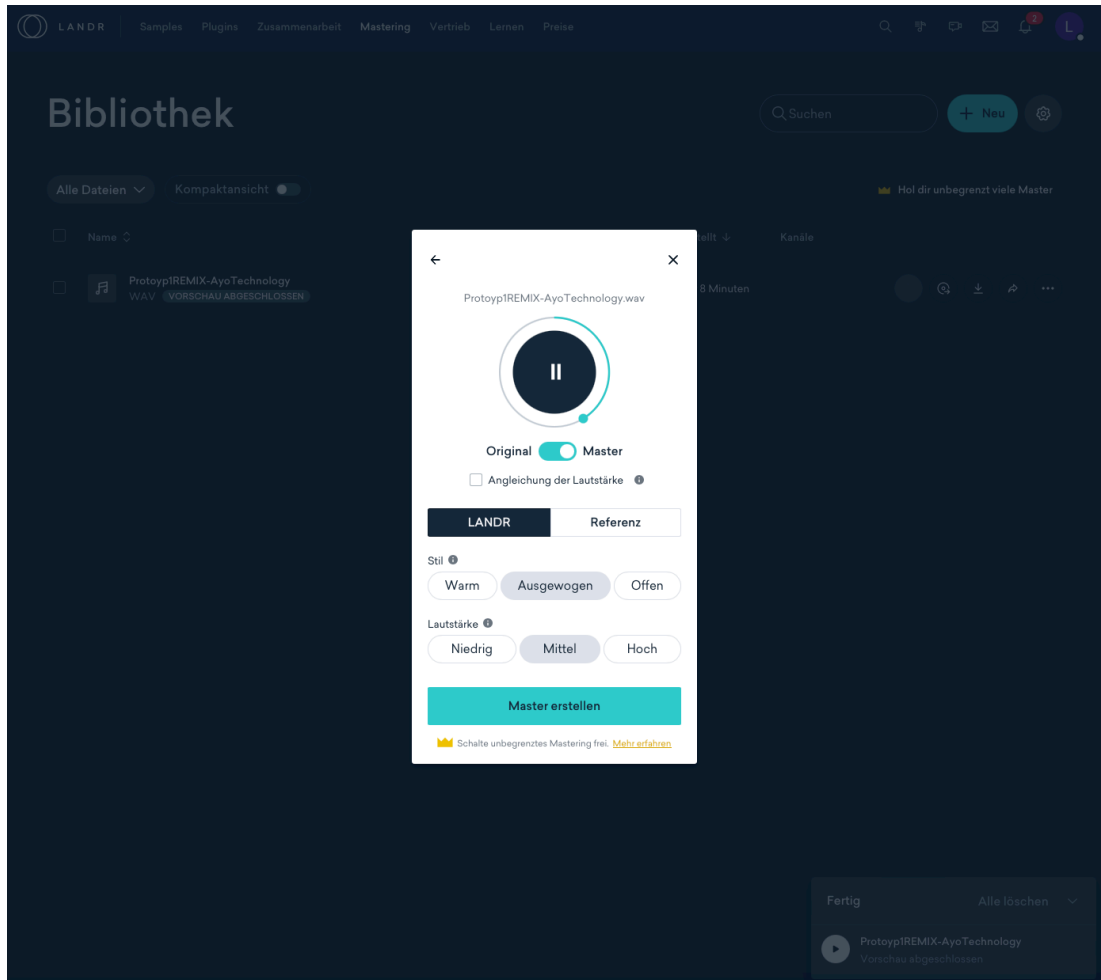 LANDR Samples Plugins Zusammenarbeit Mastering Vertrieb Lernen Preise 2 L
Bibliothek
Suchen + Neu
Alle Dateien Kompaktansicht Hol dir unbegrenzt viele Master
Name tellt Kanäle
Protoyp1REMIX-AyoTechnology
WAV VORSCHAU ABGESCHLOSSEN 8 Minuten
Protoyp1REMIX-AyoTechnology.wav
Original Master
Angleichung der Lautstärke
LANDR Referenz
Stil
Warm Ausgewogen Offen
Lautstärke
Niedrig Mittel Hoch
Master erstellen
Schalte unbegrenztes Mastering frei. Mehr erfahren
Fertig Alle löschen
Protoyp1REMIX-AyoTechnology
Vorschau abgeschlossen